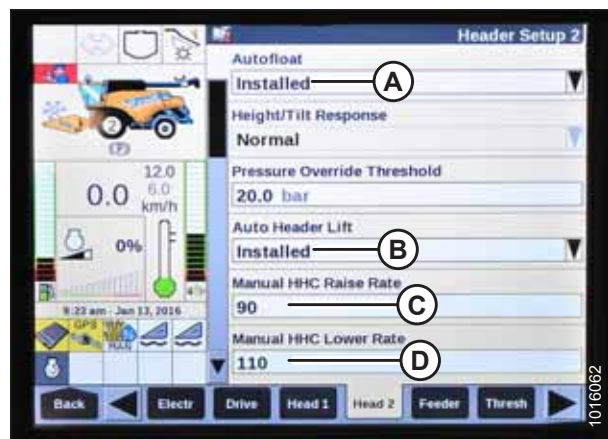 Header Setup 2
Autofloat
Installed
A
Height/Tilt Response
Normal
Pressure Override Threshold
20.0 bar
Auto Header Lift
Installed
B
Manual HHC Raise Rate
90
C
Manual HHC Lower Rate
110
D
2
(P)
12.0
0.0
6.0
km/h
0%
9:23 am - Jan 13, 2016
GPS
MAN
Back
Electr
Drive
Head 1
Head 2
Feeder
Thresh
1016062